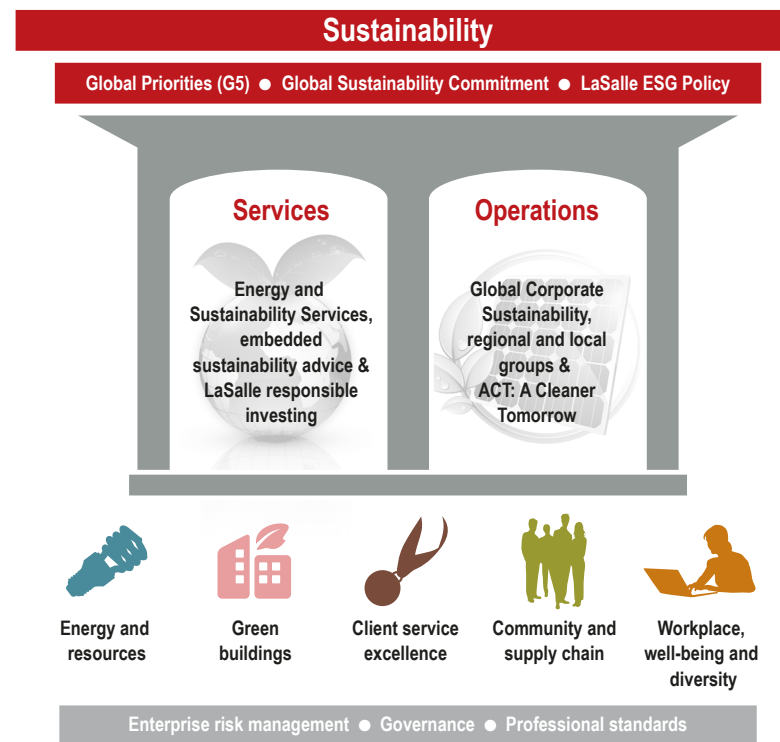 Sustainability
Global Priorities (G5) ● Global Sustainability Commitment ● LaSalle ESG Policy
Services
Energy and
Sustainability Services,
embedded
sustainability advice &
LaSalle responsible
investing
Operations
Global Corporate
Sustainability,
regional and local
groups &
ACT: A Cleaner
Tomorrow
Energy and
resources
Green
buildings
Client service
excellence
Community and
supply chain
Workplace,
well-being and
diversity
Enterprise risk management ● Governance ● Professional standards